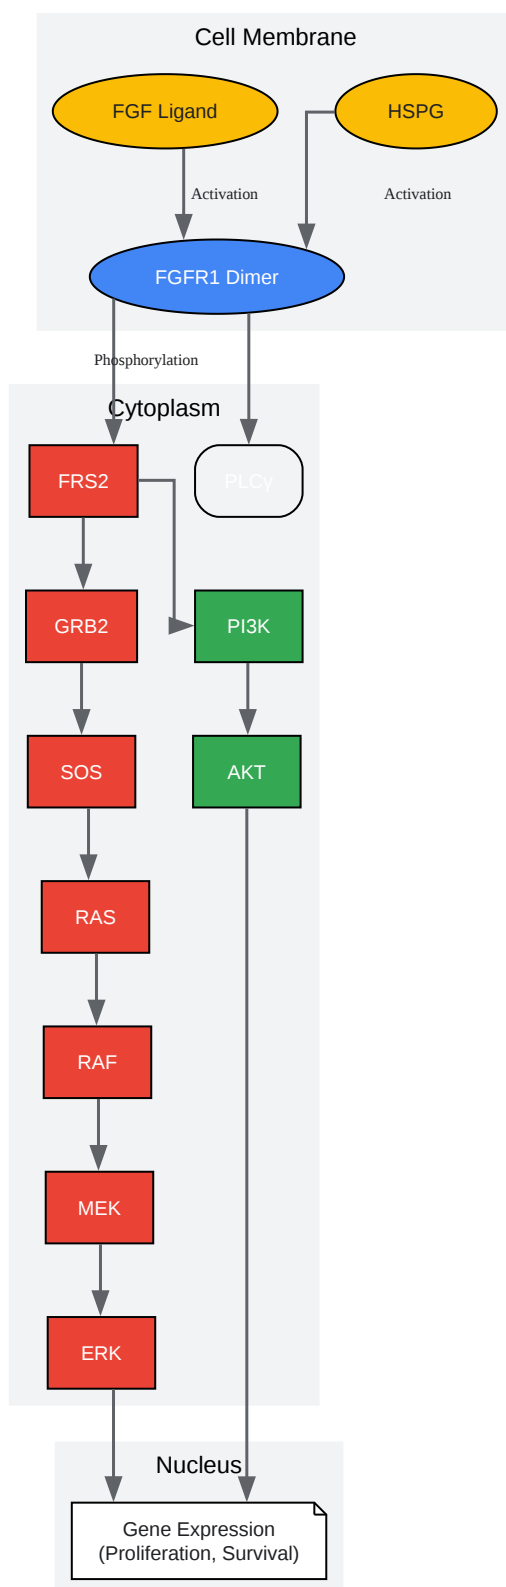 Cell Membrane
FGF Ligand
HSPG
Activation
Activation
FGFR1 Dimer
Phosphorylation
Cytoplasm
FRS2
PLCγ
GRB2
PI3K
SOS
AKT
RAS
RAF
MEK
ERK
Nucleus
Gene Expression
(Proliferation, Survival)